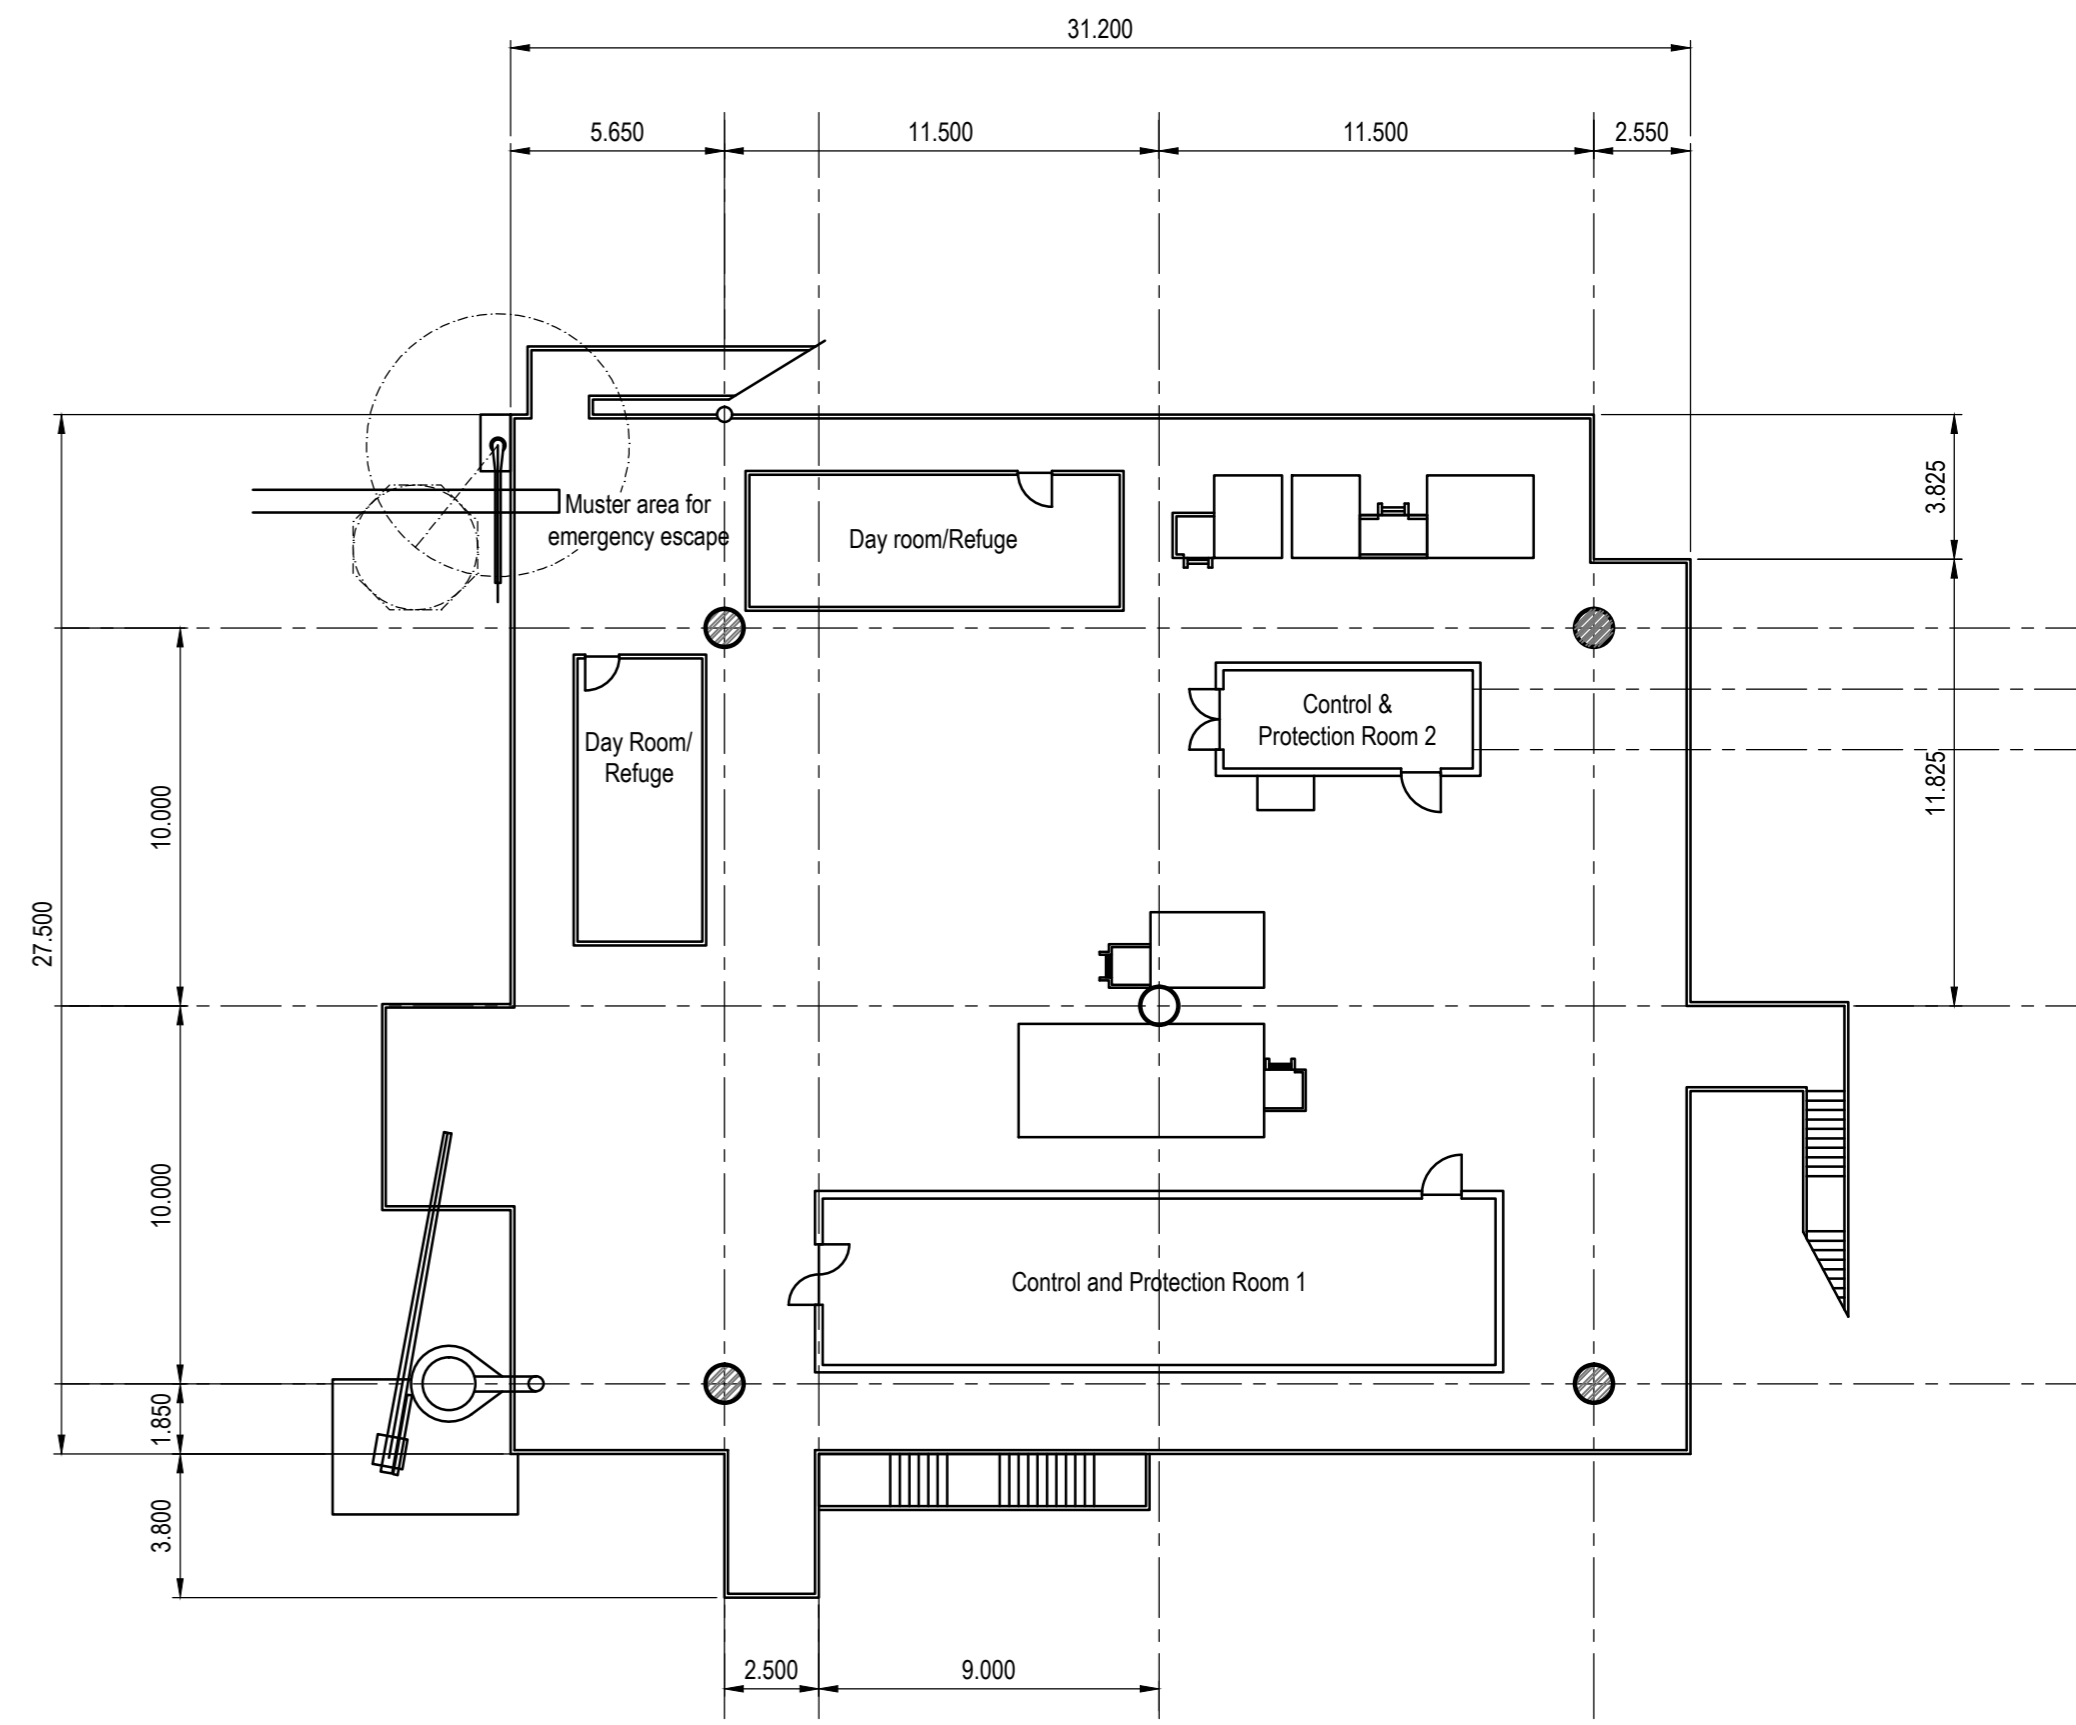 31.200
5.650
11.500
11.500
2.550
Muster area for
emergency escape
Day room/Refuge
3.825
Control &
Protection Room 2
Day Room/
Refuge
11.825
10.000
27.500
10.000
Control and Protection Room 1
1.850
3.800
2.500
9.000